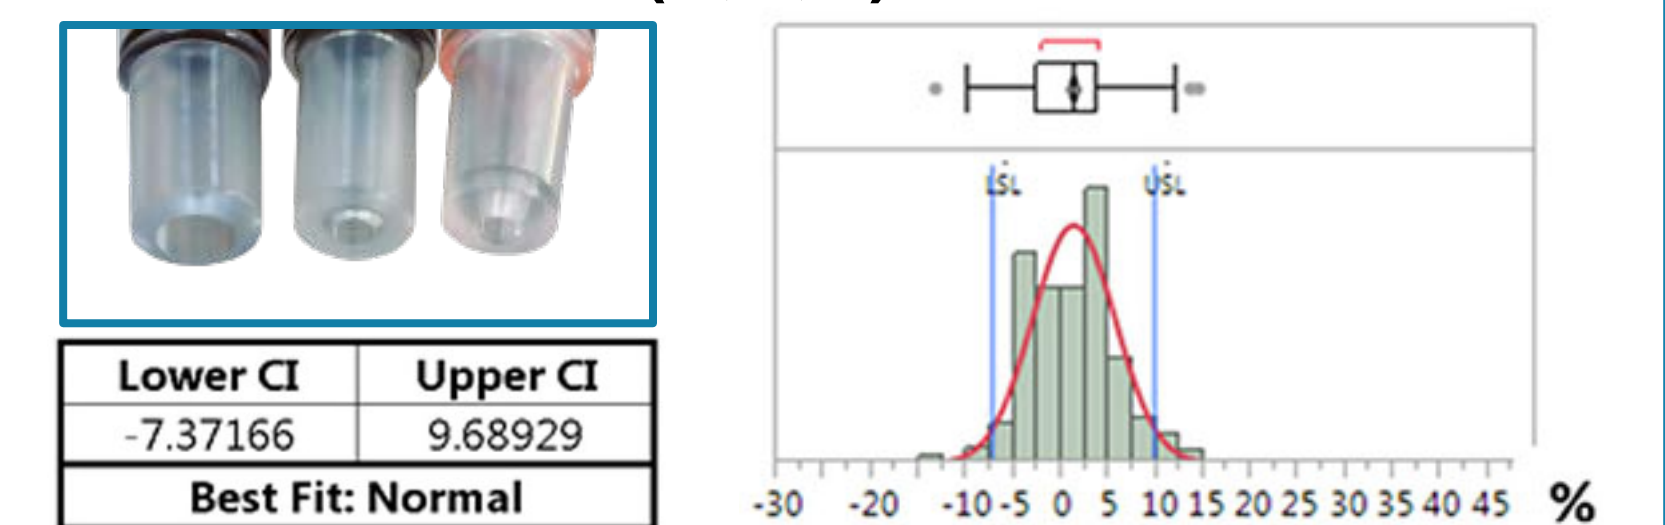 Lower CI Upper CI
-7.37166 9.68929
Best Fit: Normal
LSL USL
-30 -20 -10 -5 0 5 10 15 20 25 30 35 40 45 %